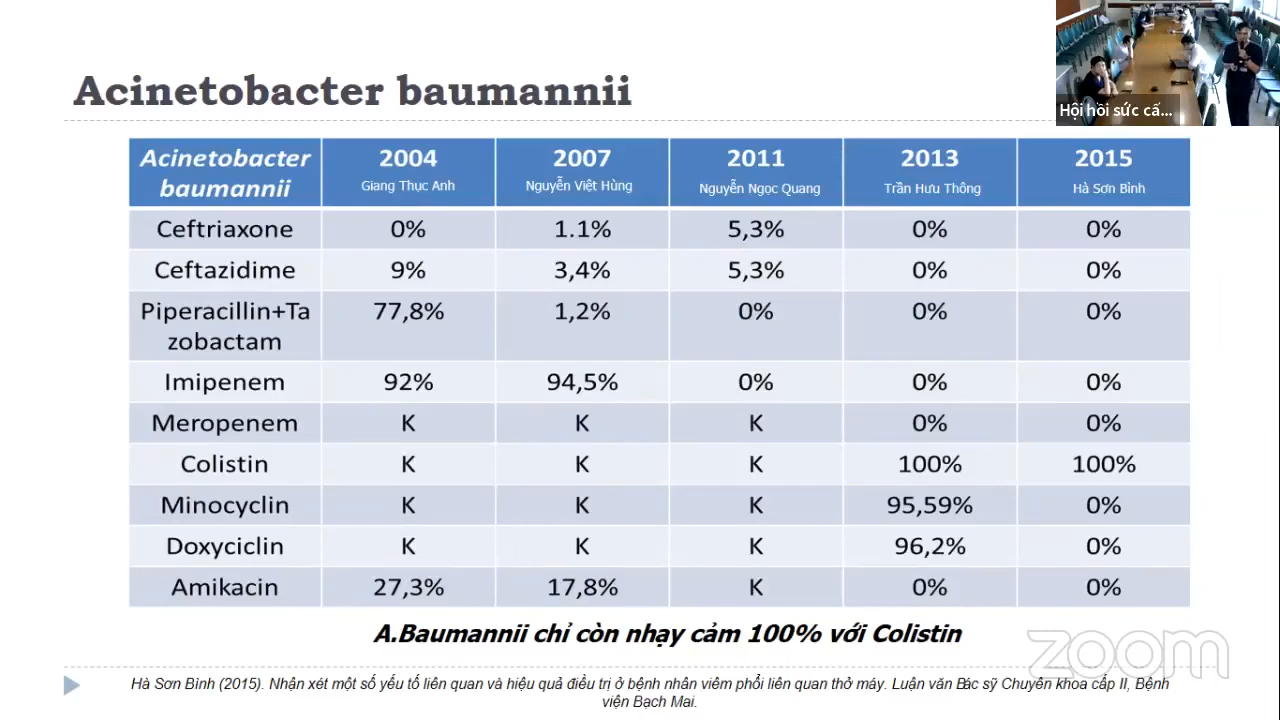 Acinetobacter baumannii
Hội hồi sức cấ...
Acinetobacter baumannii 2004 2007 2011 2013 2015
Giang Thục Anh Nguyễn Việt Hùng Nguyễn Ngọc Quang Trần Hưu Thông Hà Sơn Bình
Ceftriaxone 0% 1.1% 5,3% 0% 0%
Ceftazidime 9% 3,4% 5,3% 0% 0%
Piperacillin+Ta 77,8% 1,2% 0% 0% 0%
zobactam
Imipenem 92% 94,5% 0% 0% 0%
Meropenem K K K 0% 0%
Colistin K K K 100% 100%
Minocyclin K K K 95,59% 0%
Doxyciclin K K K 96,2% 0%
Amikacin 27,3% 17,8% K 0% 0%
A.Baumannii chỉ còn nhạy cảm 100% với Colistin
zoom
Hà Sơn Bình (2015). Nhận xét một số yếu tố liên quan và hiệu quả điều trị ở bệnh nhân viêm phổi liên quan thở máy. Luận văn Bác sỹ Chuyên khoa cấp II, Bệnh
viện Bạch Mai.